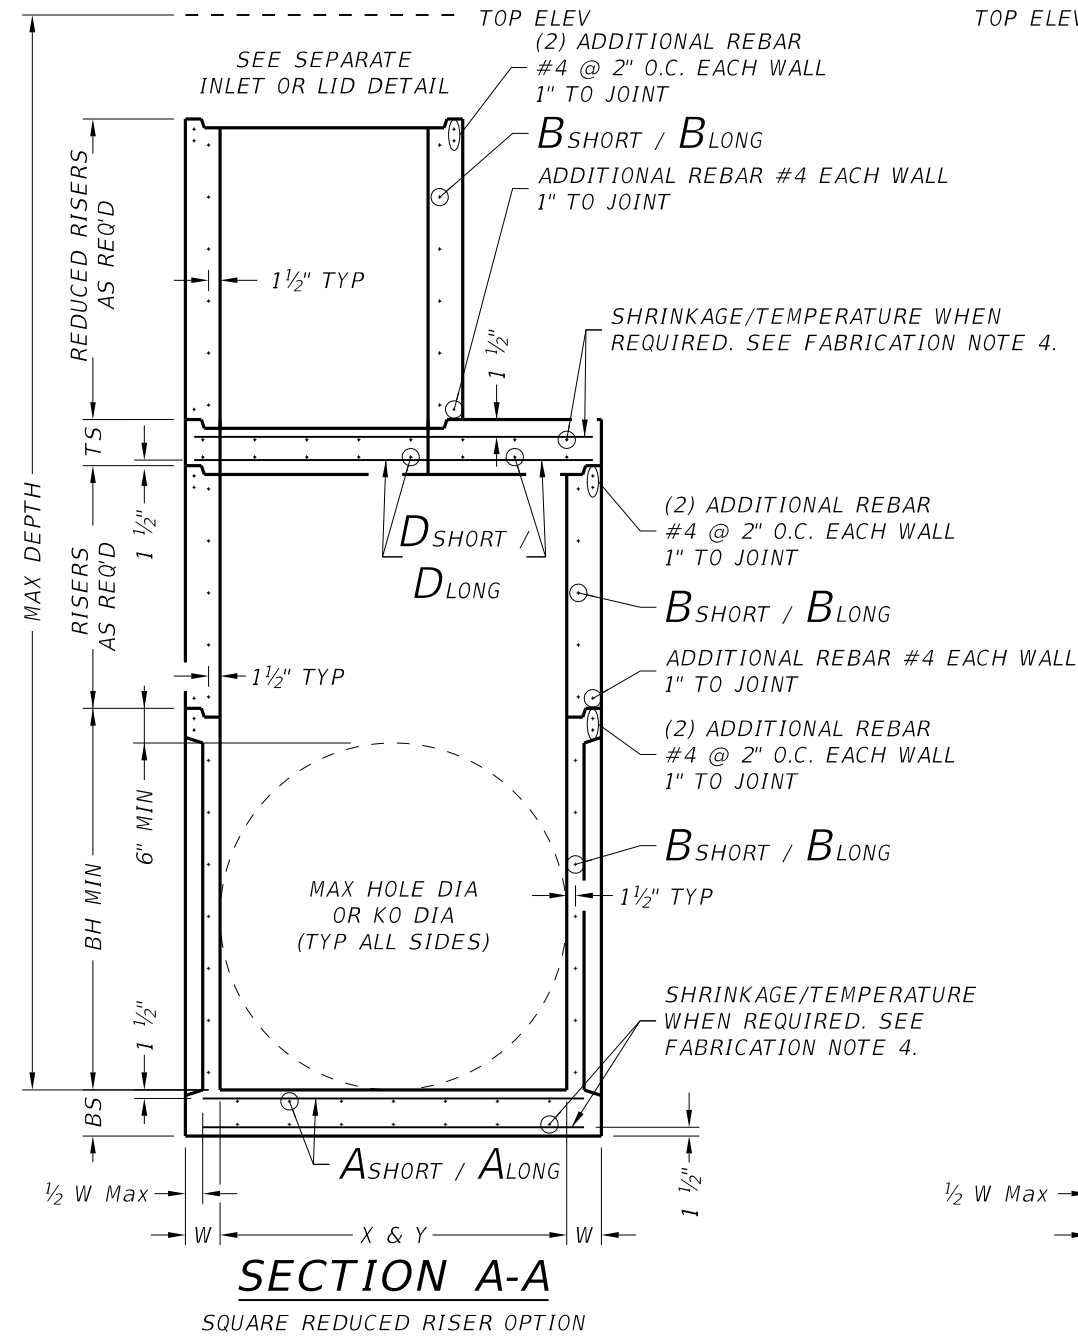 TOP ELEV
TOP ELEV
SEE SEPARATE
INLET OR LID DETAIL
(2) ADDITIONAL REBAR
#4 @ 2" O.C. EACH WALL
1" TO JOINT
BSHORT / BLONG
ADDITIONAL REBAR #4 EACH WALL
1" TO JOINT
REDUCED RISERS
AS REQ'D
1½" TYP
SHRINKAGE/TEMPERATURE WHEN
REQUIRED. SEE FABRICATION NOTE 4.
1 ½"
TS
1 ½"
MAX DEPTH
RISERS
AS REQ'D
DSHORT /
DLONG
(2) ADDITIONAL REBAR
#4 @ 2" O.C. EACH WALL
1" TO JOINT
BSHORT / BLONG
ADDITIONAL REBAR #4 EACH WALL
1" TO JOINT
1½" TYP
(2) ADDITIONAL REBAR
#4 @ 2" O.C. EACH WALL
1" TO JOINT
6" MIN
BSHORT / BLONG
MAX HOLE DIA
OR KO DIA
(TYP ALL SIDES)
1½" TYP
BH MIN
1 ½"
SHRINKAGE/TEMPERATURE
WHEN REQUIRED. SEE
FABRICATION NOTE 4.
BS
ASHORT / ALONG
1 ½"
½ W Max
½ W Max
W
X & Y
W
SECTION A-A
SQUARE REDUCED RISER OPTION